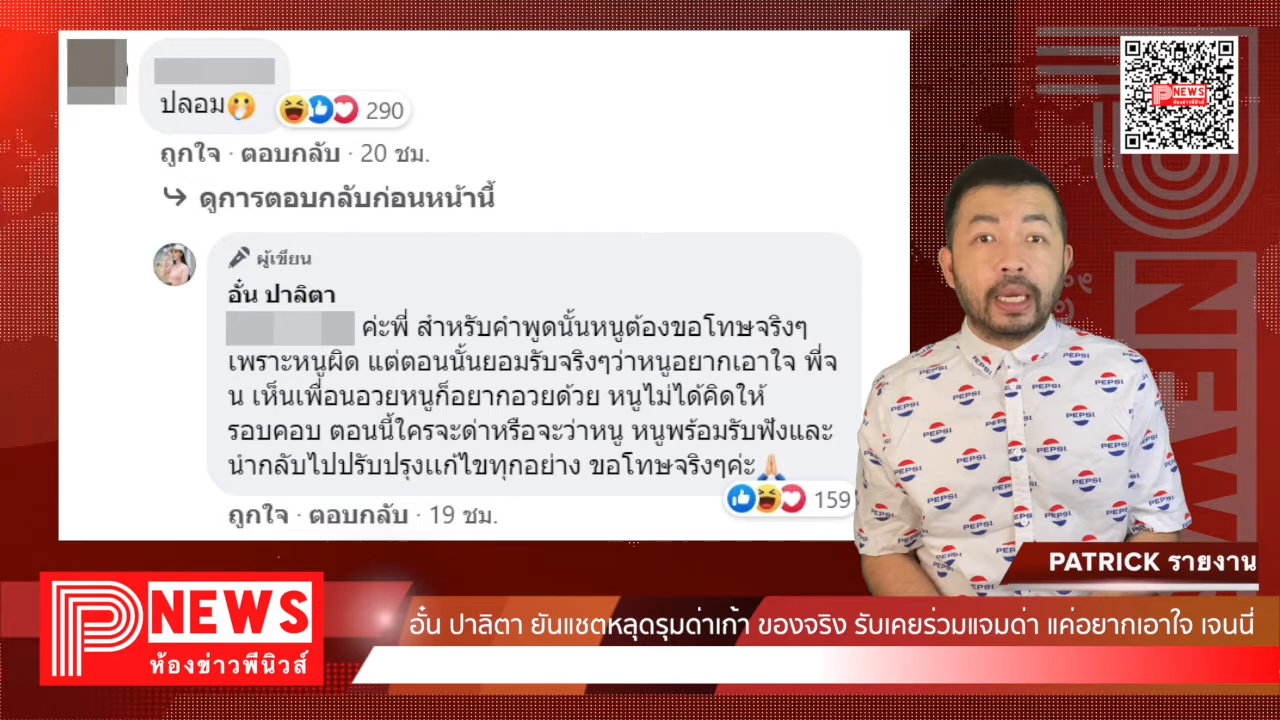 ปลอม🤭
290
ถูกใจ · ตอบกลับ · 20 ชม.
ดูการตอบกลับก่อนหน้านี้
ผู้เขียน
อั๋น ปาลิตา
ค่ะพี่ สำหรับคำพูดนั้นหนูต้องขอโทษจริงๆ
เพราะหนูผิด แต่ตอนนั้นยอมรับจริงๆว่าหนูอยากเอาใจ พี่จ
น เห็นเพื่อนอวยหนูก็อยากอวยด้วย หนูไม่ได้คิดให้
รอบคอบ ตอนนี้ใครจะด่าหรือจะว่าหนู หนูพร้อมรับฟังและ
นำกลับไปปรับปรุงแก้ไขทุกอย่าง ขอโทษจริงๆค่ะ🙏🏻
159
ถูกใจ · ตอบกลับ · 19 ชม.
P NEWS
ห้องข่าวพีนิวส์
NEWS
PEPSI
PATRICK รายงาน
P NEWS
ห้องข่าวพีนิวส์
อั๋น ปาลิตา ยันแชตหลุดรุมด่าเก้า ของจริง รับเคยร่วมแจมด่า แค่อยากเอาใจ เจนนี่